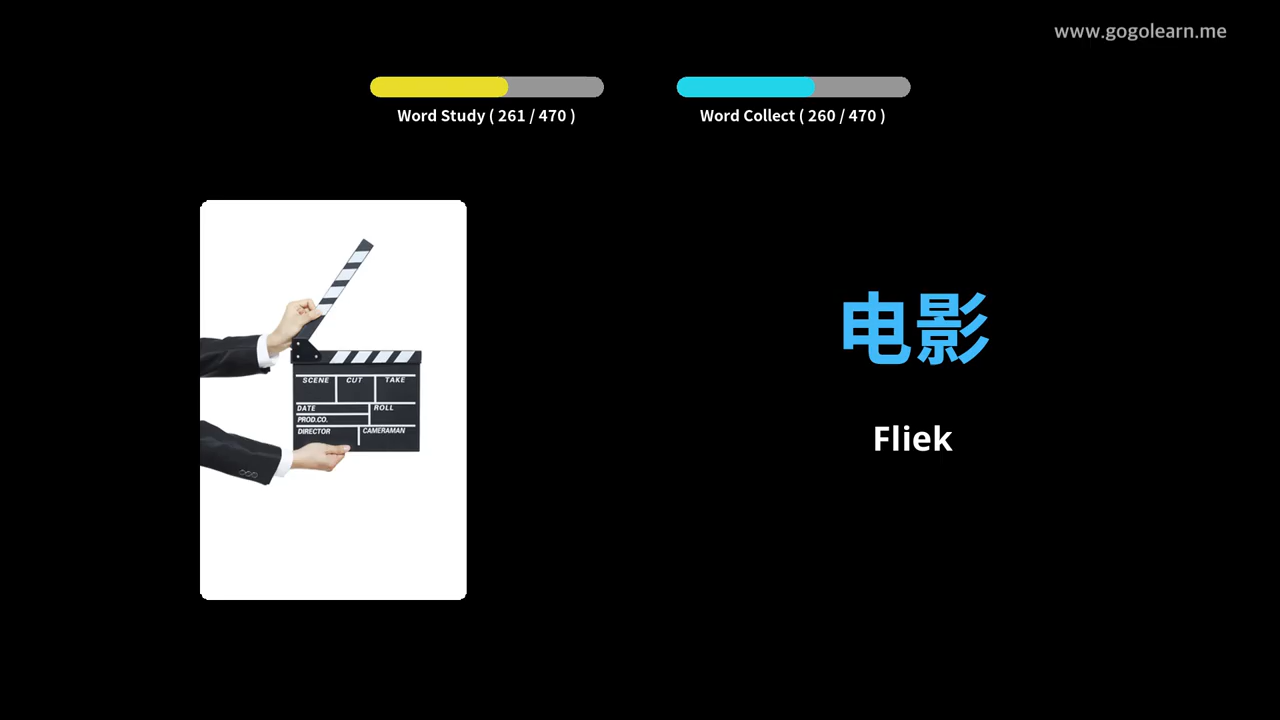 www.gogolearn.me
Word Study ( 261 / 470 )
Word Collect ( 260 / 470 )
SCENE CUT TAKE
DATE ROLL
PROD.CO.
DIRECTOR CAMERAMAN
电影
Fliek